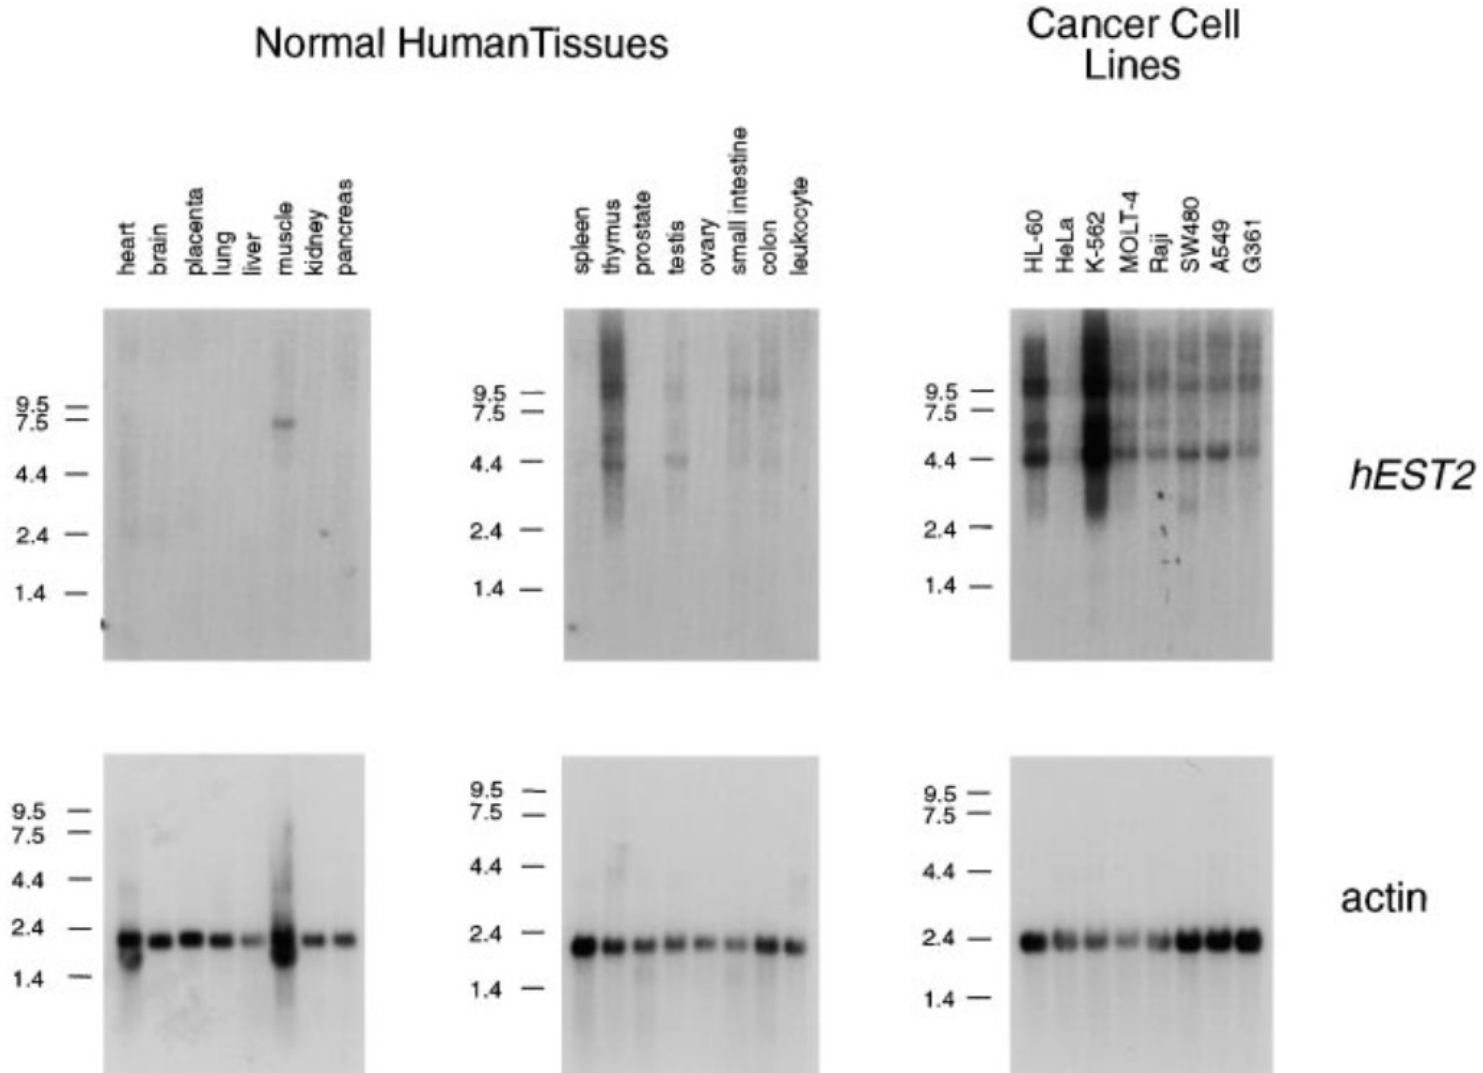 Normal HumanTissues
Cancer Cell
Lines
heart
brain
placenta
lung
liver
muscle
kidney
pancreas
spleen
thymus
prostate
testis
ovary
small intestine
colon
leukocyte
HL-60
HeLa
K-562
MOLT-4
Raji
SW480
A549
G361
9.5
7.5
4.4
2.4
1.4
9.5
7.5
4.4
2.4
1.4
9.5
7.5
4.4
2.4
1.4
hEST2
9.5
7.5
4.4
2.4
1.4
9.5
7.5
4.4
2.4
1.4
9.5
7.5
4.4
2.4
1.4
actin